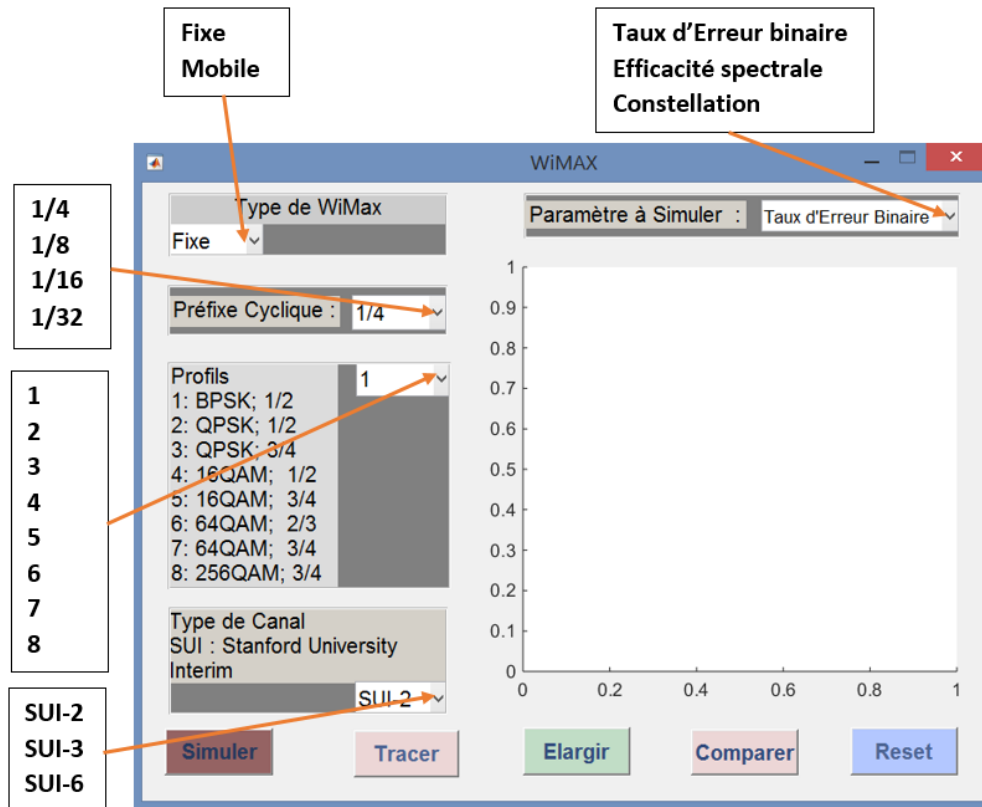 Fixe
Mobile
Taux d'Erreur binaire
Efficacité spectrale
Constellation
WiMAX
1/4
1/8
1/16
1/32
Type de WiMax
Fixe
Paramètre à Simuler :
Taux d'Erreur Binaire
Préfixe Cyclique :
1/4
1
2
3
4
5
6
7
8
Profils
1
1: BPSK; 1/2
2: QPSK; 1/2
3: QPSK; 3/4
4: 16QAM; 1/2
5: 16QAM; 3/4
6: 64QAM; 2/3
7: 64QAM; 3/4
8: 256QAM; 3/4
1
0.9
0.8
0.7
0.6
0.5
0.4
0.3
0.2
0.1
0
0 0.2 0.4 0.6 0.8 1
Type de Canal
SUI : Stanford University
Interim
SUI-2
SUI-2
SUI-3
SUI-6
Simuler
Tracer
Elargir
Comparer
Reset